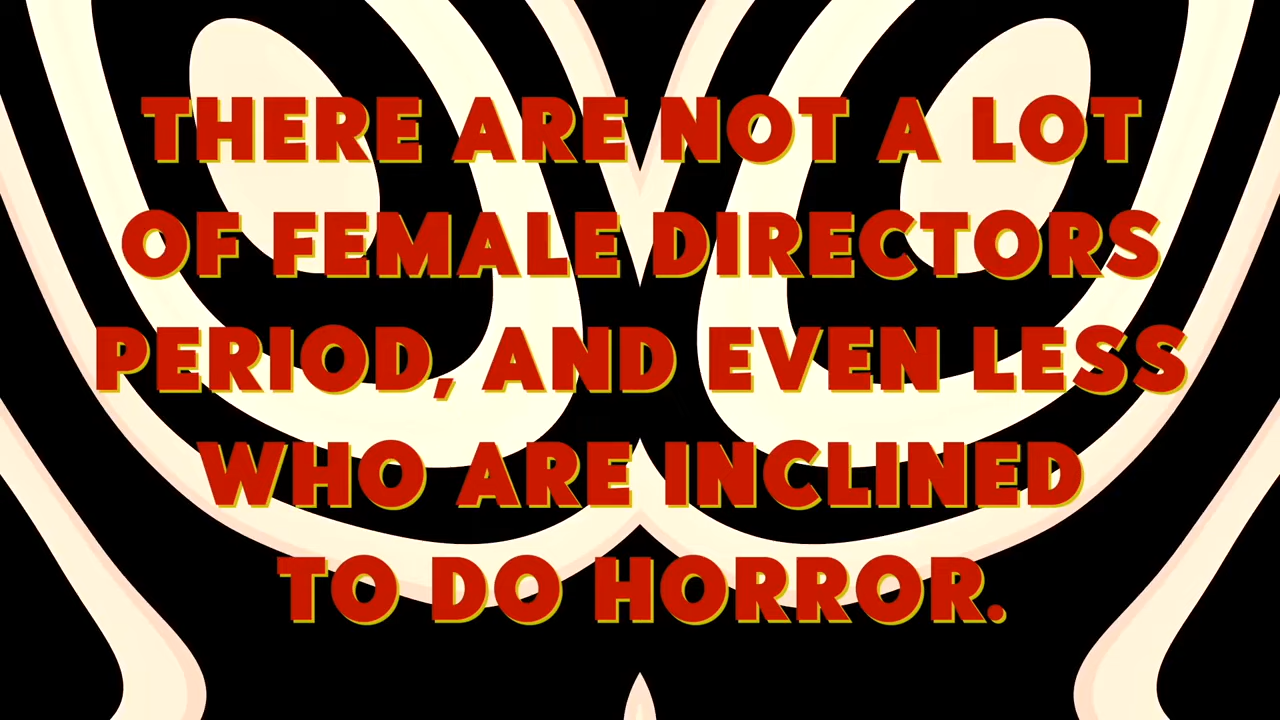 THERE ARE NOT A LOT
OF FEMALE DIRECTORS
PERIOD, AND EVEN LESS
WHO ARE INCLINED
TO DO HORROR.